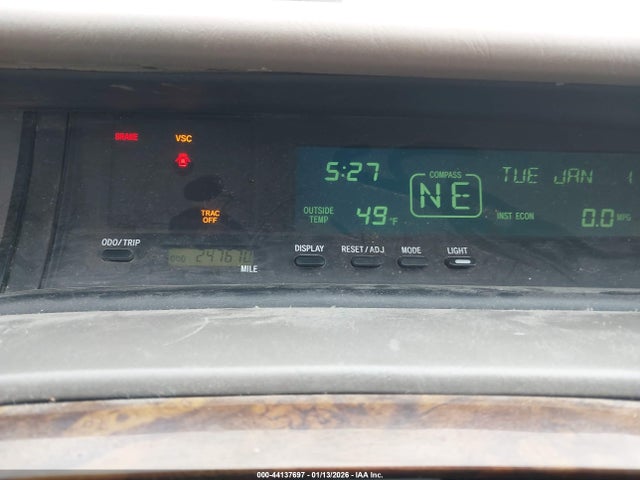 BRAKE VSC
5:27 COMPASS TUE JAN
NE
TRAC OFF OUTSIDE TEMP 49°F INST ECON 0.0 MPG
ODO/TRIP DISPLAY RESET/ADJ MODE LIGHT
ODO
MILE
000-44137697 - 01/13/2026 - IAA Inc.